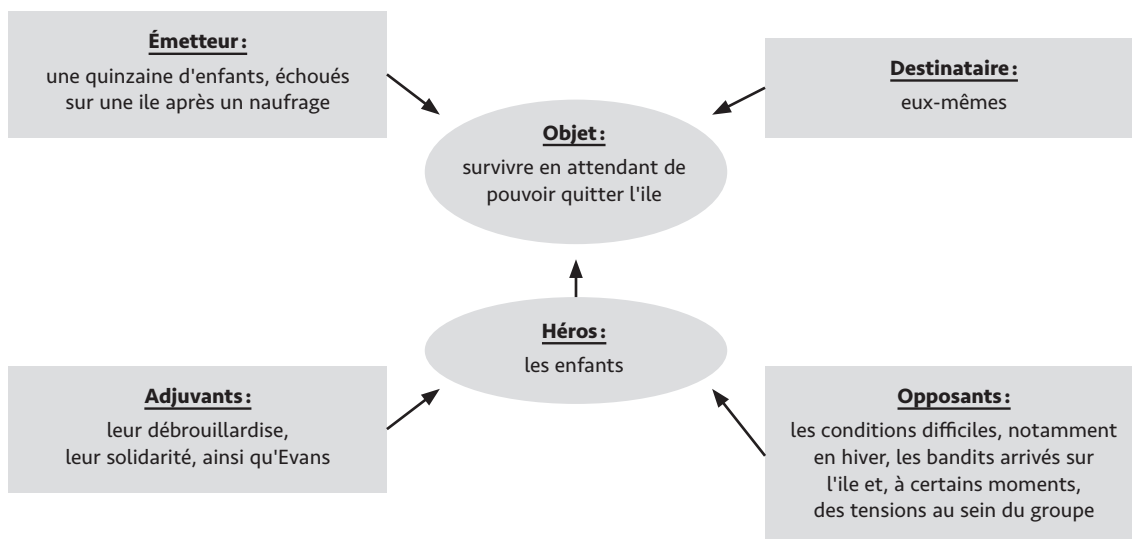 Émetteur :
une quinzaine d'enfants, échoués
sur une ile après un naufrage
Destinataire :
eux-mêmes
Objet :
survivre en attendant de
pouvoir quitter l'ile
Héros :
les enfants
Adjuvants :
leur débrouillardise,
leur solidarité, ainsi qu'Evans
Opposants :
les conditions difficiles, notamment
en hiver, les bandits arrivés sur
l'ile et, à certains moments,
des tensions au sein du groupe